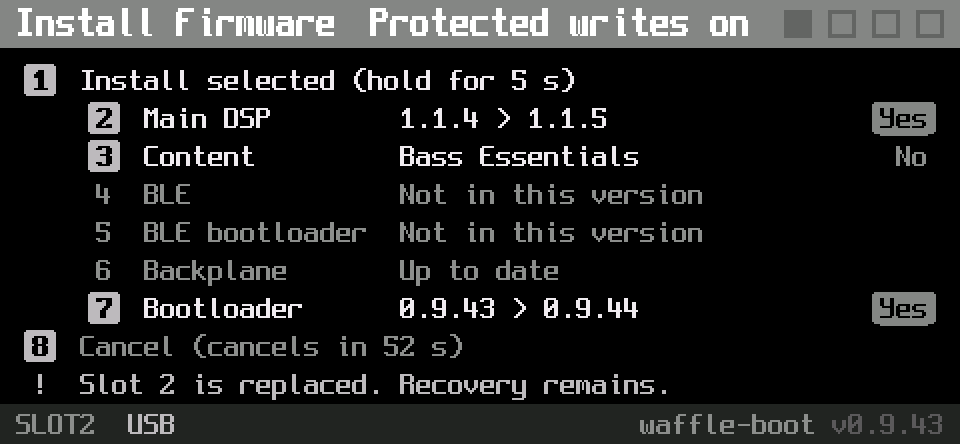 Install Firmware Protected writes on
1 Install selected (hold for 5 s)
2 Main DSP 1.1.4 > 1.1.5 Yes
3 Content Bass Essentials No
4 BLE Not in this version
5 BLE bootloader Not in this version
6 Backplane Up to date
7 Bootloader 0.9.43 > 0.9.44 Yes
8 Cancel (cancels in 52 s)
! Slot 2 is replaced. Recovery remains.
SLOT2 USB waffle-boot v0.9.43